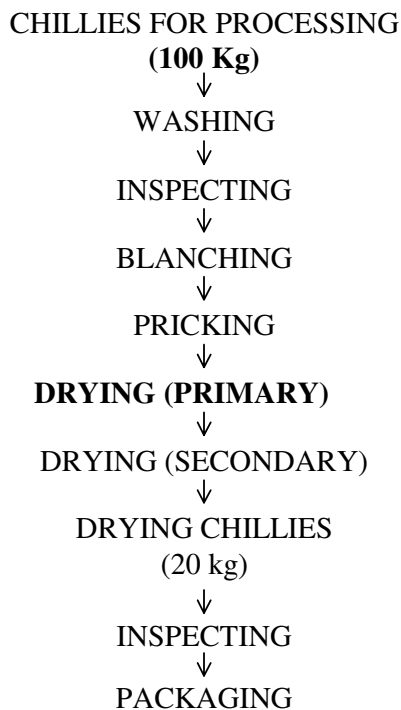 CHILLIES FOR PROCESSING
(100 Kg)
WASHING
INSPECTING
BLANCHING
PRICKING
DRYING (PRIMARY)
DRYING (SECONDARY)
DRYING CHILLIES
(20 kg)
INSPECTING
PACKAGING